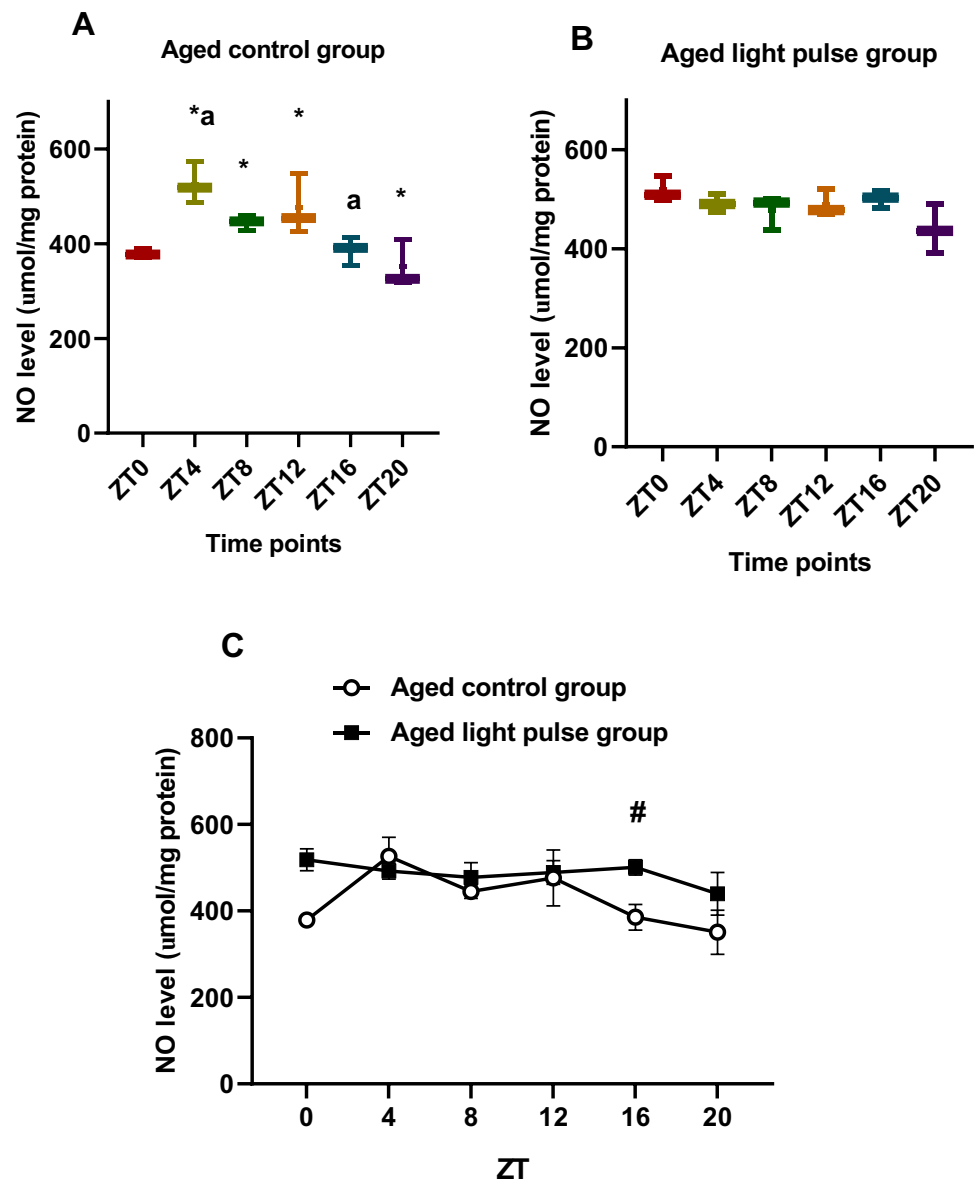 A
Aged control group
NO level (umol/mg protein)
600
400
200
0
*a
*
*
a
*
ZT0
ZT4
ZT8
ZT12
ZT16
ZT20
Time points
B
Aged light pulse group
NO level (umol/mg protein)
600
400
200
0
ZT0
ZT4
ZT8
ZT12
ZT16
ZT20
Time points
C
Aged control group
Aged light pulse group
NO level (umol/mg protein)
800
600
400
200
0
#
0
4
8
12
16
20
ZT